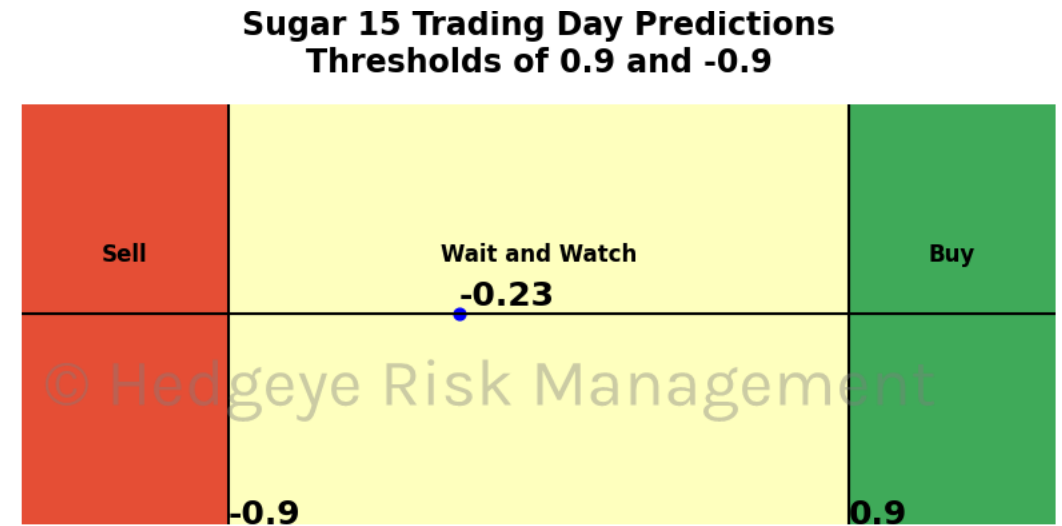 Sugar 15 Trading Day Predictions
Thresholds of 0.9 and -0.9
Sell
Wait and Watch
Buy
-0.23
© Hedgeye Risk Management
-0.9
0.9